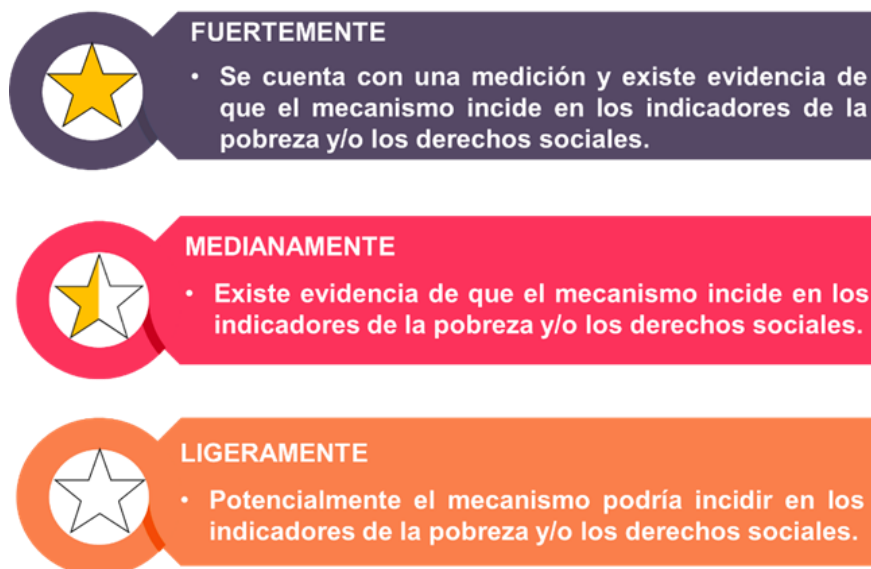 FUERTEMENTE
• Se cuenta con una medición y existe evidencia de
que el mecanismo incide en los indicadores de la
pobreza y/o los derechos sociales.
MEDIANAMENTE
• Existe evidencia de que el mecanismo incide en los
indicadores de la pobreza y/o los derechos sociales.
LIGERAMENTE
• Potencialmente el mecanismo podría incidir en los
indicadores de la pobreza y/o los derechos sociales.